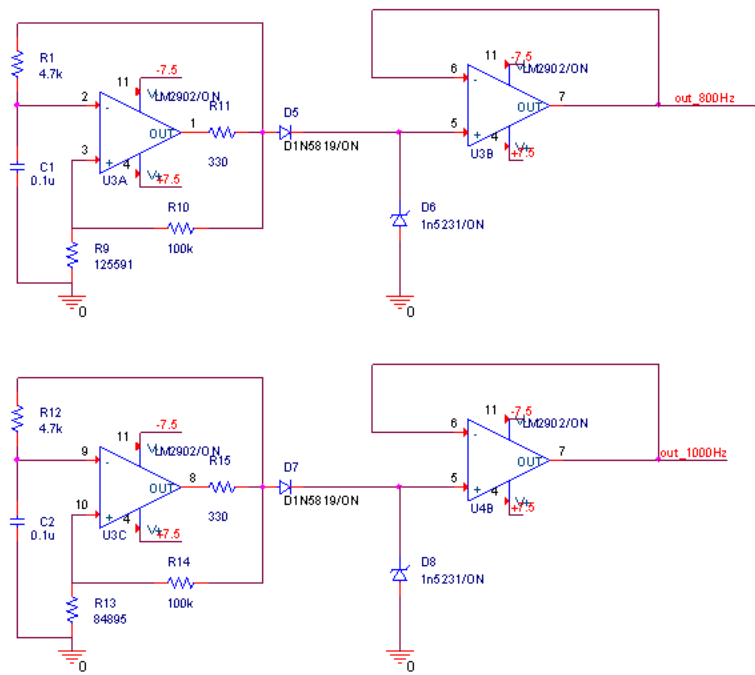 R1
4.7k
C1
0.1u
2
-
3
+
11
-7.5
V-
LM2902/ON
OUT
1
4
V+
+7.5
U3A
R11
330
R10
100k
R9
125591
0
D5
D1N5819/ON
D6
1n5231/ON
0
6
-
5
+
11
-7.5
V-
LM2902/ON
OUT
7
4
V+
+7.5
U3B
out_800Hz
R12
4.7k
C2
0.1u
9
-
10
+
11
-7.5
V-
LM2902/ON
OUT
8
4
V+
+7.5
U3C
R15
330
R14
100k
R13
84895
0
D7
D1N5819/ON
D8
1n5231/ON
0
6
-
5
+
11
-7.5
V-
LM2902/ON
OUT
7
4
V+
+7.5
U4B
out_1000Hz